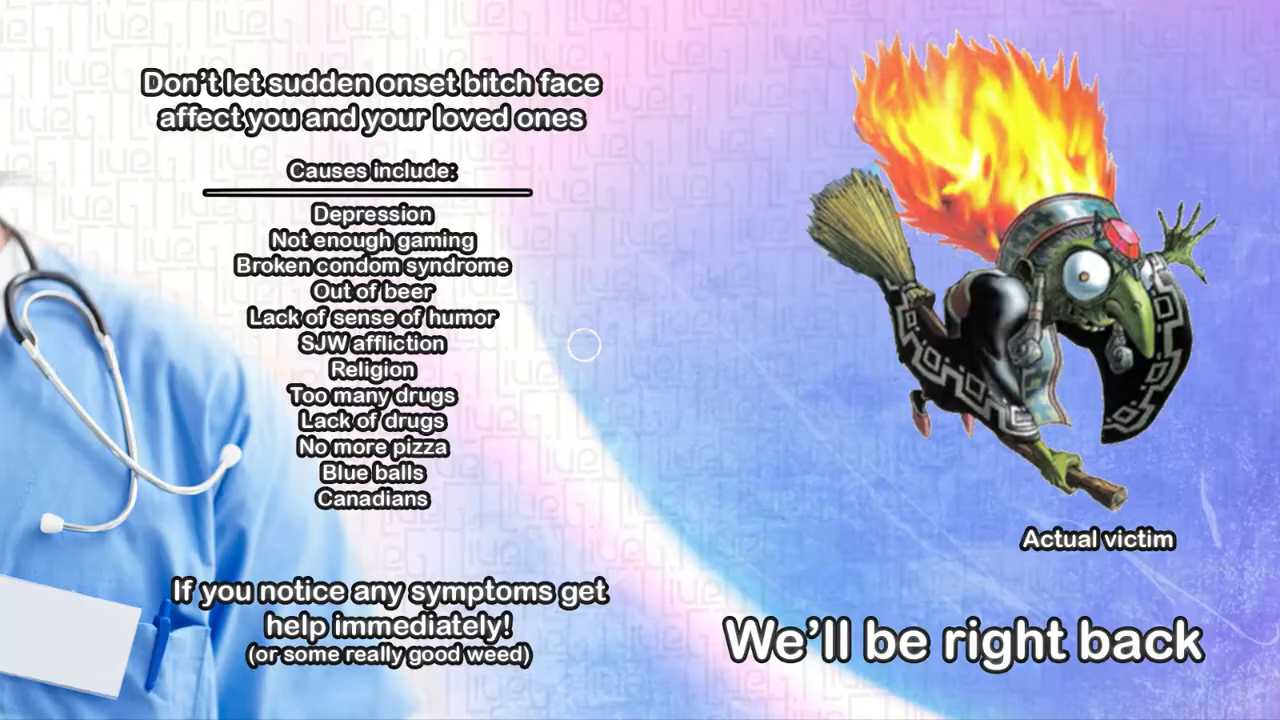 Don't let sudden onset bitch face
affect you and your loved ones
Causes include:
Depression
Not enough gaming
Broken condom syndrome
Out of beer
Lack of sense of humor
SJW affliction
Religion
Too many drugs
Lack of drugs
No more pizza
Blue balls
Canadians
If you notice any symptoms get
help immediately!
(or some really good weed)
Actual victim
We'll be right back